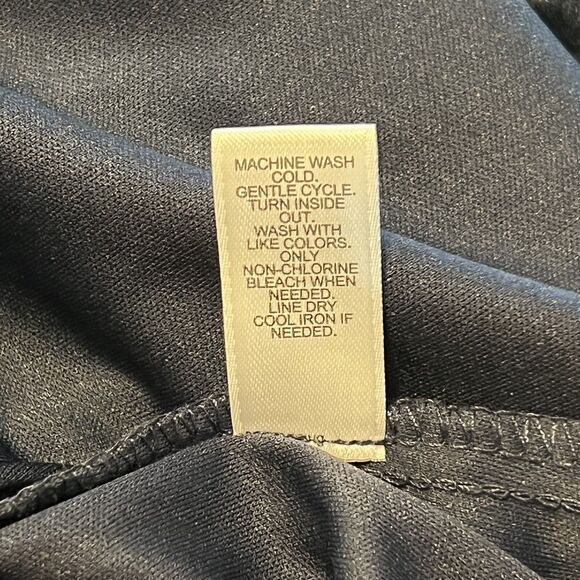 MACHINE WASH
COLD.
GENTLE CYCLE.
TURN INSIDE
OUT.
WASH WITH
LIKE COLORS.
ONLY
NON-CHLORINE
BLEACH WHEN
NEEDED.
LINE DRY
COOL IRON IF
NEEDED.